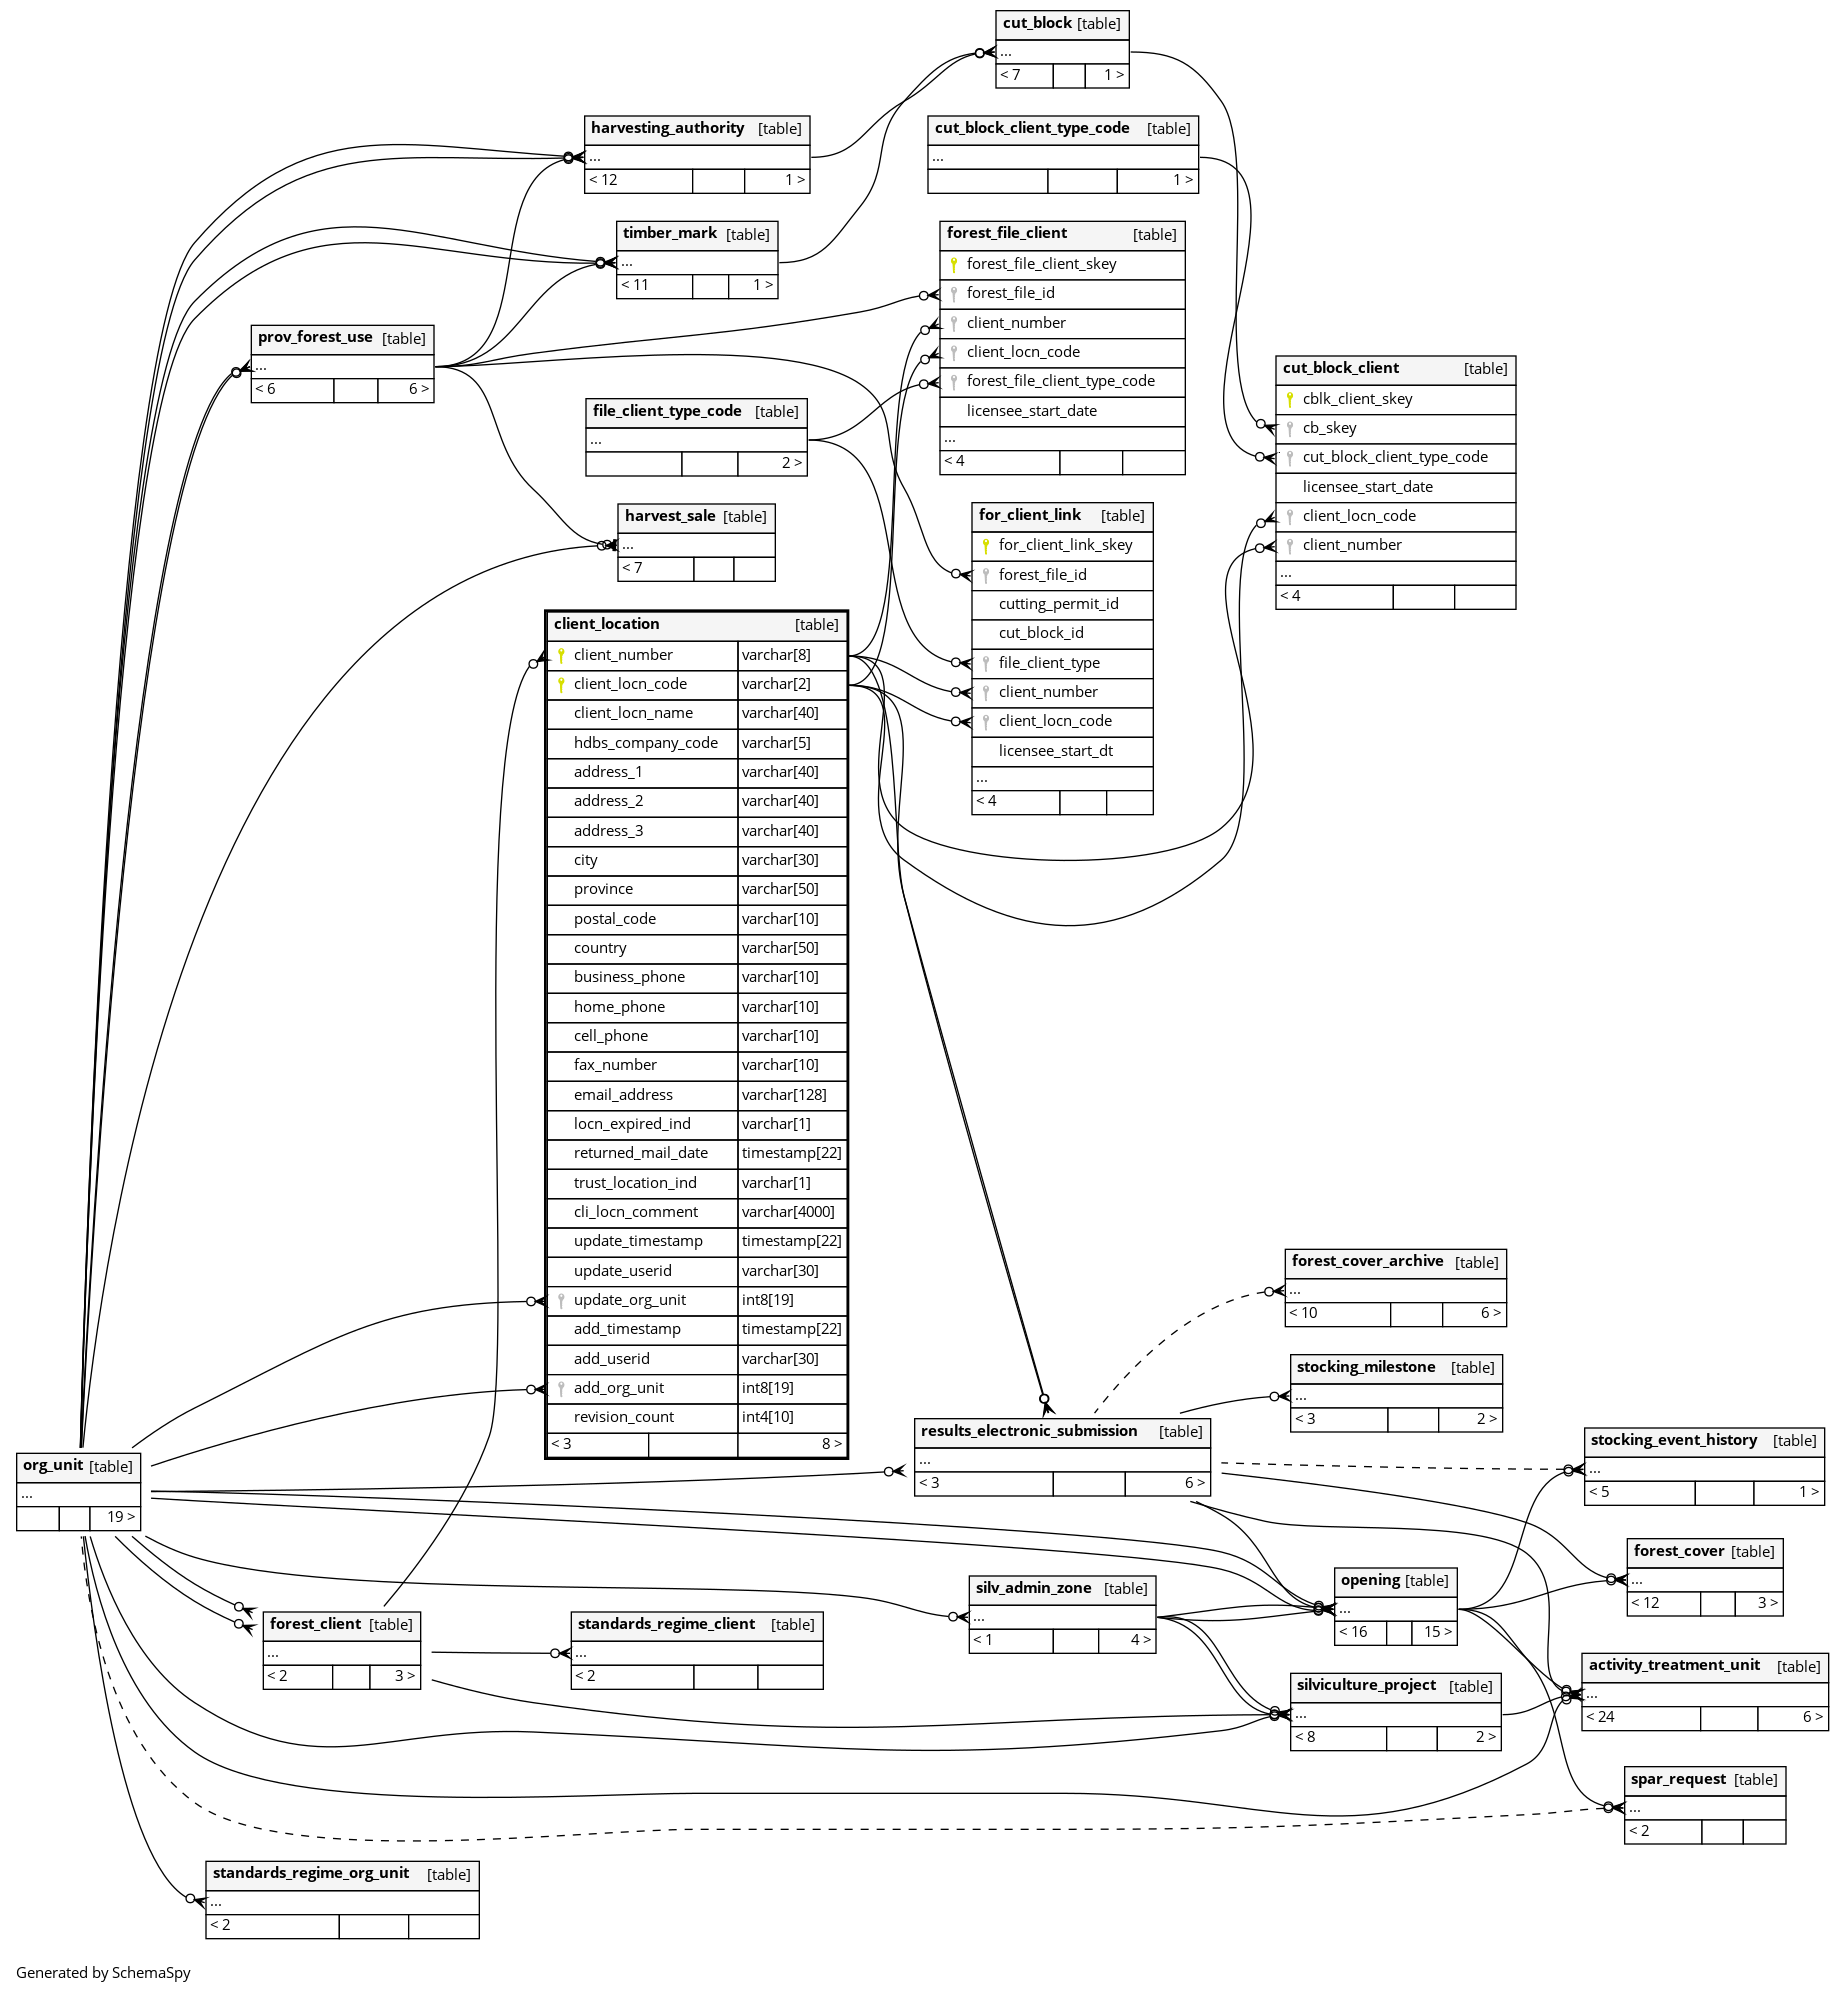 cut_block [table]
...
< 7 1 >
harvesting_authority [table]
...
< 12 1 >
cut_block_client_type_code [table]
...
1 >
timber_mark [table]
...
< 11 1 >
forest_file_client [table]
forest_file_client_skey
forest_file_id
client_number
client_locn_code
forest_file_client_type_code
licensee_start_date
...
< 4
prov_forest_use [table]
...
< 6 6 >
cut_block_client [table]
cblk_client_skey
cb_skey
cut_block_client_type_code
licensee_start_date
client_locn_code
client_number
...
< 4
file_client_type_code [table]
...
2 >
harvest_sale [table]
...
< 7
for_client_link [table]
for_client_link_skey
forest_file_id
cutting_permit_id
cut_block_id
file_client_type
client_number
client_locn_code
licensee_start_dt
...
< 4
client_location [table]
client_number varchar[8]
client_locn_code varchar[2]
client_locn_name varchar[40]
hdbs_company_code varchar[5]
address_1 varchar[40]
address_2 varchar[40]
address_3 varchar[40]
city varchar[30]
province varchar[50]
postal_code varchar[10]
country varchar[50]
business_phone varchar[10]
home_phone varchar[10]
cell_phone varchar[10]
fax_number varchar[10]
email_address varchar[128]
locn_expired_ind varchar[1]
returned_mail_date timestamp[22]
trust_location_ind varchar[1]
cli_locn_comment varchar[4000]
update_timestamp timestamp[22]
update_userid varchar[30]
update_org_unit int8[19]
add_timestamp timestamp[22]
add_userid varchar[30]
add_org_unit int8[19]
revision_count int4[10]
< 3 8 >
forest_cover_archive [table]
...
< 10 6 >
stocking_milestone [table]
...
< 3 2 >
results_electronic_submission [table]
...
< 3 6 >
stocking_event_history [table]
...
< 5 1 >
org_unit [table]
...
19 >
forest_cover [table]
...
< 12 3 >
opening [table]
...
< 16 15 >
silv_admin_zone [table]
...
< 1 4 >
forest_client [table]
...
< 2 3 >
standards_regime_client [table]
...
< 2
activity_treatment_unit [table]
...
< 24 6 >
silviculture_project [table]
...
< 8 2 >
spar_request [table]
...
< 2
standards_regime_org_unit [table]
...
< 2
Generated by SchemaSpy